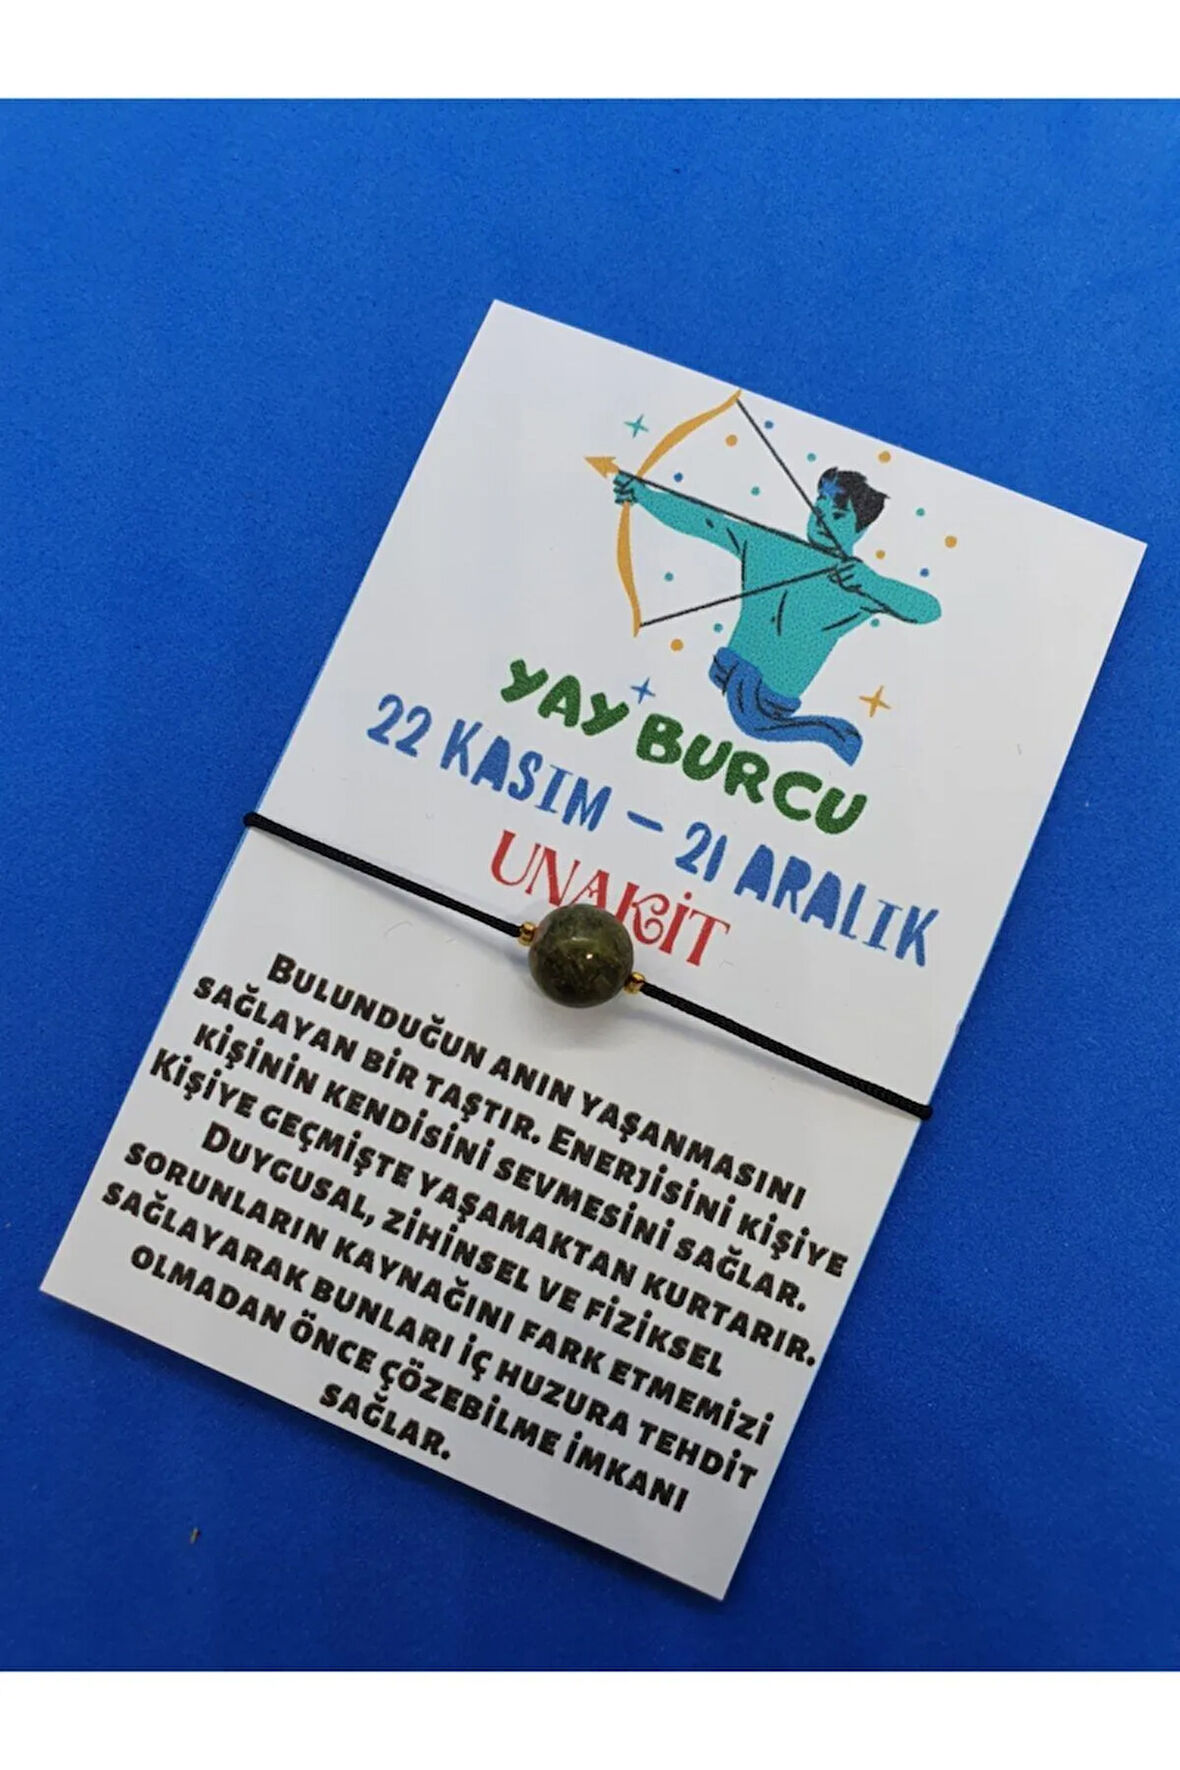 YAY BURCU
22 KASIM – 21 ARALIK
UNAKİT
BULUNDUĞUN ANIN YAŞANMASINI
SAĞLAYAN BİR TAŞTIR. ENERJİSİNİ KİŞİYE
KİŞİNİN KENDİSİNİ SEVMESİNİ SAĞLAR.
KİŞİYE GEÇMİŞTE YAŞAMAKTAN KURTARIR.
DUYGUSAL, ZİHİNSEL VE FİZİKSEL
SORUNLARIN KAYNAĞINI FARK ETMEMİZİ
SAĞLAYARAK BUNLARI İÇ HUZURA TEHDİT
OLMADAN ÖNCE ÇÖZEBİLME İMKANI
SAĞLAR.